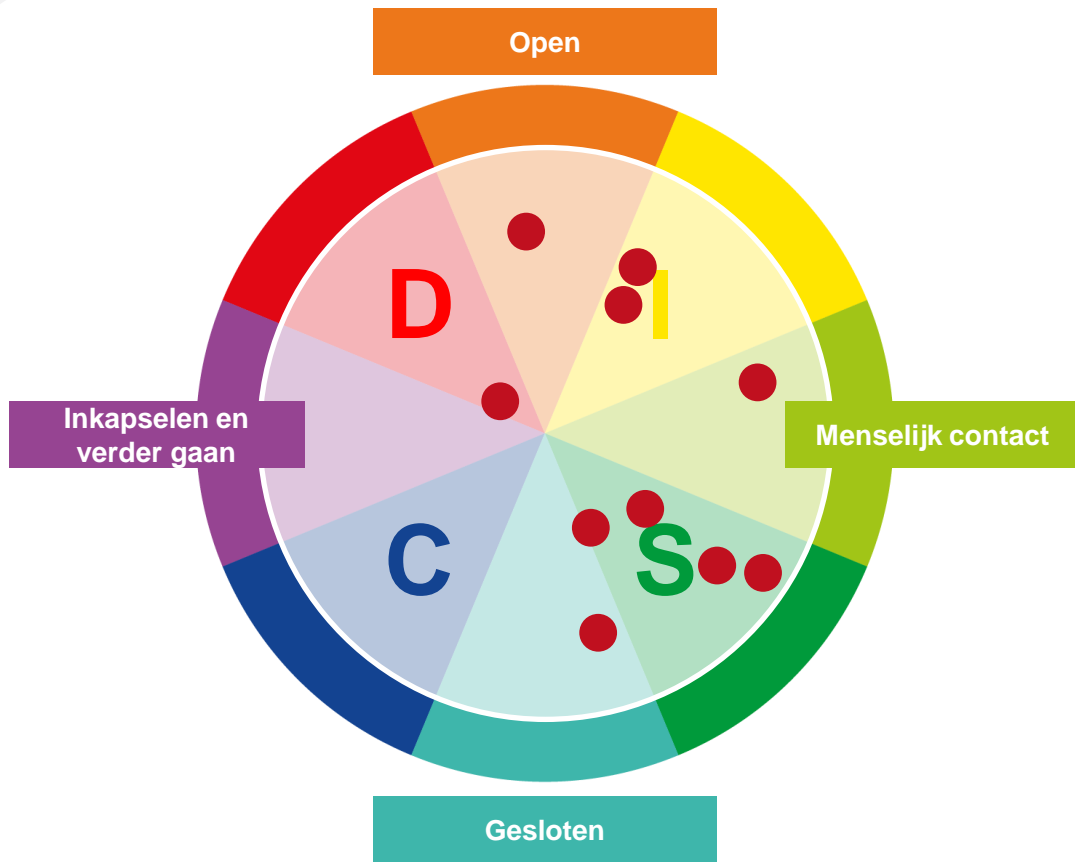 Open
D
I
Inkapselen en
verder gaan
Menselijk contact
C
S
Gesloten